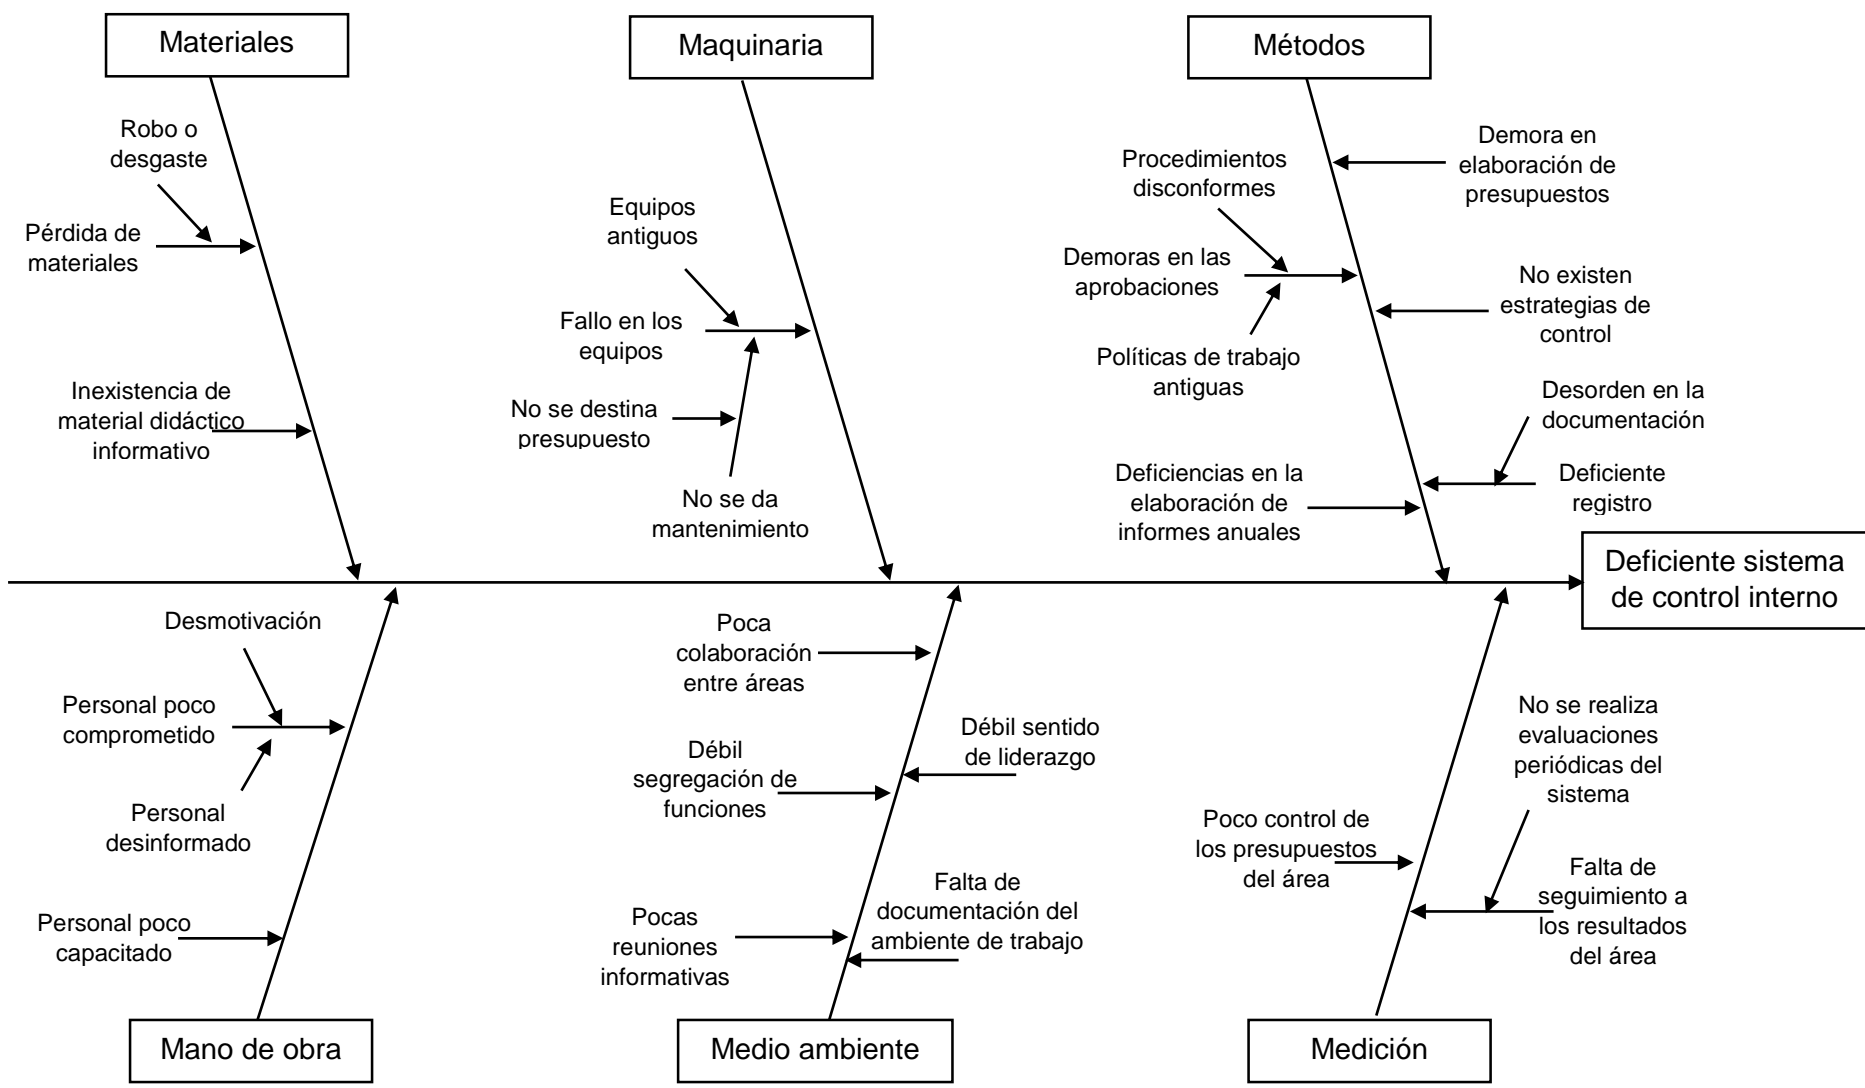 Materiales
Maquinaria
Métodos
Robo o
desgaste
Pérdida de
materiales
Inexistencia de
material didáctico
informativo
Equipos
antiguos
Fallo en los
equipos
No se destina
presupuesto
No se da
mantenimiento
Procedimientos
disconformes
Demoras en las
aprobaciones
Políticas de trabajo
antiguas
Deficiencias en la
elaboración de
informes anuales
Demora en
elaboración de
presupuestos
No existen
estrategias de
control
Desorden en la
documentación
Deficiente
registro
Deficiente sistema
de control interno
Desmotivación
Personal poco
comprometido
Personal
desinformado
Personal poco
capacitado
Poca
colaboración
entre áreas
Débil
segregación de
funciones
Pocas
reuniones
informativas
Débil sentido
de liderazgo
Falta de
documentación del
ambiente de trabajo
Poco control de
los presupuestos
del área
No se realiza
evaluaciones
periódicas del
sistema
Falta de
seguimiento a
los resultados
del área
Mano de obra
Medio ambiente
Medición